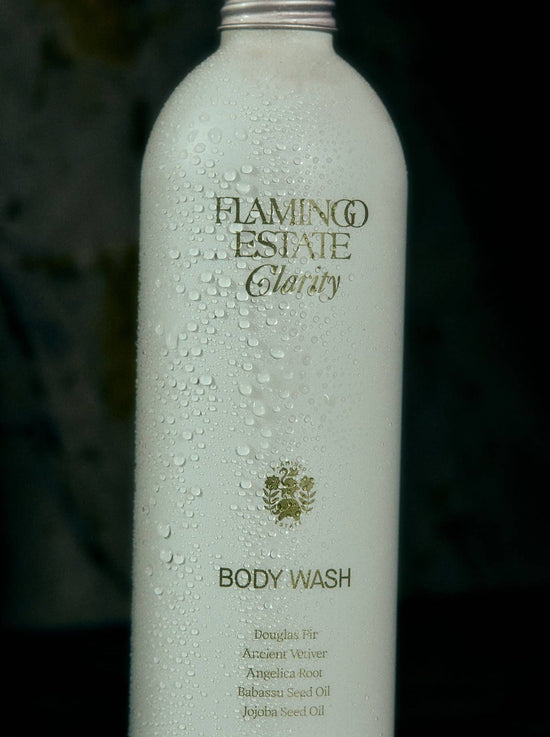 FLAMINGO
ESTATE
Clarity
BODY WASH
Douglas Fir
Ancient Vetiver
Angelica Root
Babassu Seed Oil
Jojoba Seed Oil